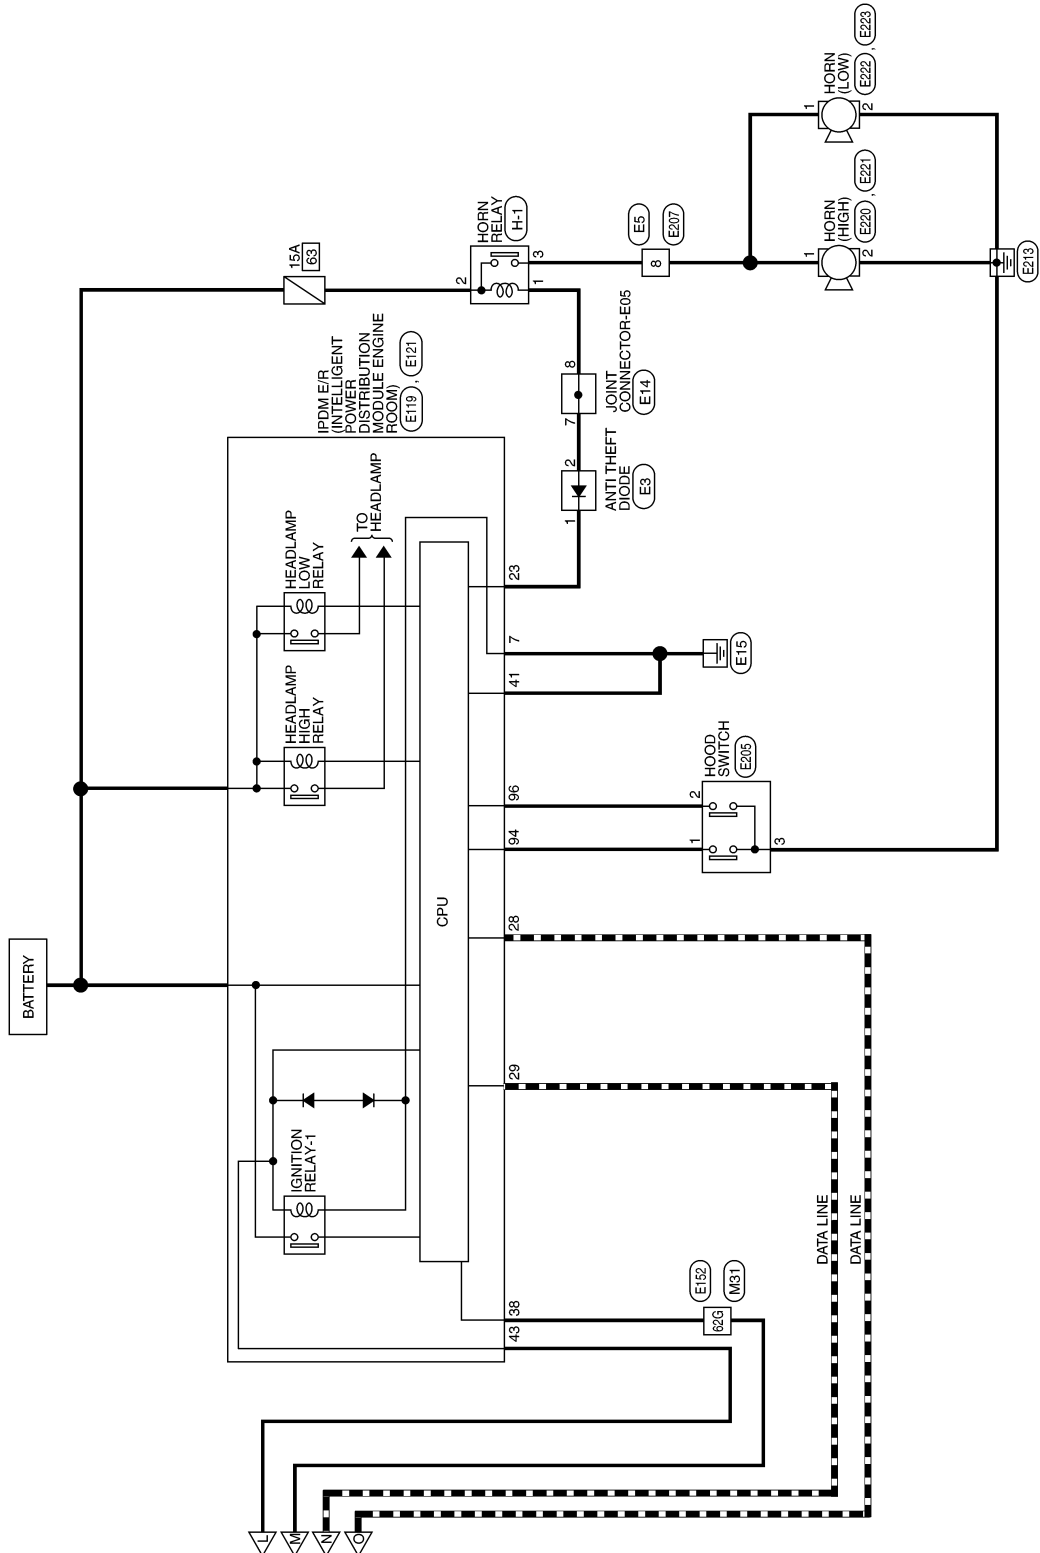 BATTERY
15A
63
HORN
RELAY
H-1
2
3
1
E5
E207
8
HORN
(HIGH)
E220 , E221
1
2
HORN
(LOW)
E222 , E223
1
2
E213
IPDM E/R
(INTELLIGENT
POWER
DISTRIBUTION
MODULE ENGINE
ROOM)
E119 , E121
8
JOINT
CONNECTOR-E05
E14
7
2
ANTI THEFT
DIODE
E3
1
HEADLAMP
LOW
RELAY
TO
HEADLAMP
HEADLAMP
HIGH
RELAY
CPU
IGNITION
RELAY-1
23
7
41
E15
96
94
2
1
HOOD
SWITCH
E205
3
28
29
DATA LINE
DATA LINE
38
43
62G
E152
M31
L
M
N
O